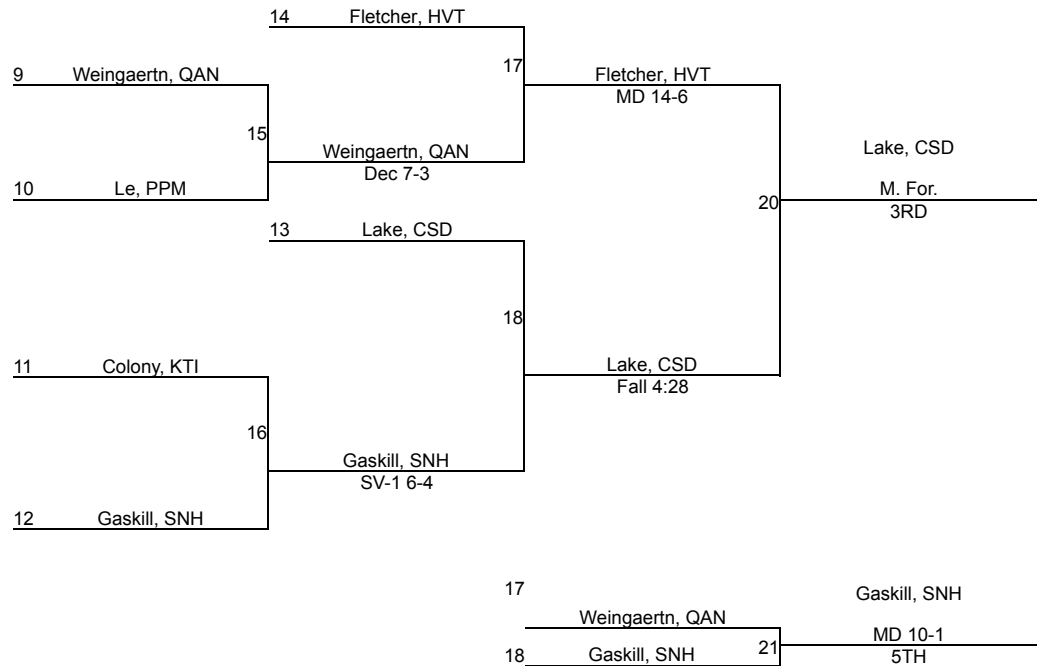 14 Fletcher, HVT
17
9 Weingaertn, QAN
Fletcher, HVT
MD 14-6
15
Weingaertn, QAN
Dec 7-3
Lake, CSD
10 Le, PPM
M. For.
20
3RD
13 Lake, CSD
18
11 Colony, KTI
Lake, CSD
Fall 4:28
16
Gaskill, SNH
SV-1 6-4
12 Gaskill, SNH
17
Gaskill, SNH
Weingaertn, QAN
MD 10-1
21
18 Gaskill, SNH
5TH